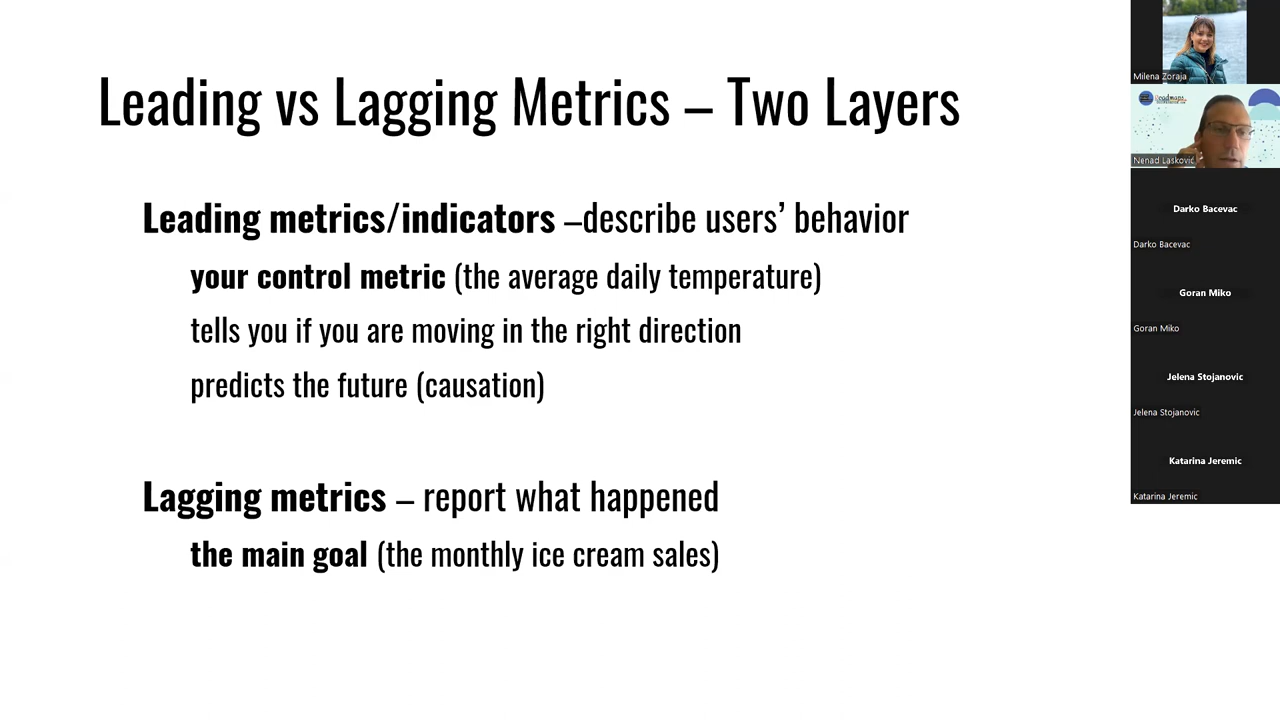 Leading vs Lagging Metrics – Two Layers
Leading metrics/indicators –describe users’ behavior
your control metric (the average daily temperature)
tells you if you are moving in the right direction
predicts the future (causation)
Lagging metrics – report what happened
the main goal (the monthly ice cream sales)
Milena Zoraja
Nenad Lasković
Darko Bacevac
Darko Bacevac
Goran Miko
Goran Miko
Jelena Stojanovic
Jelena Stojanovic
Katarina Jeremic
Katarina Jeremic